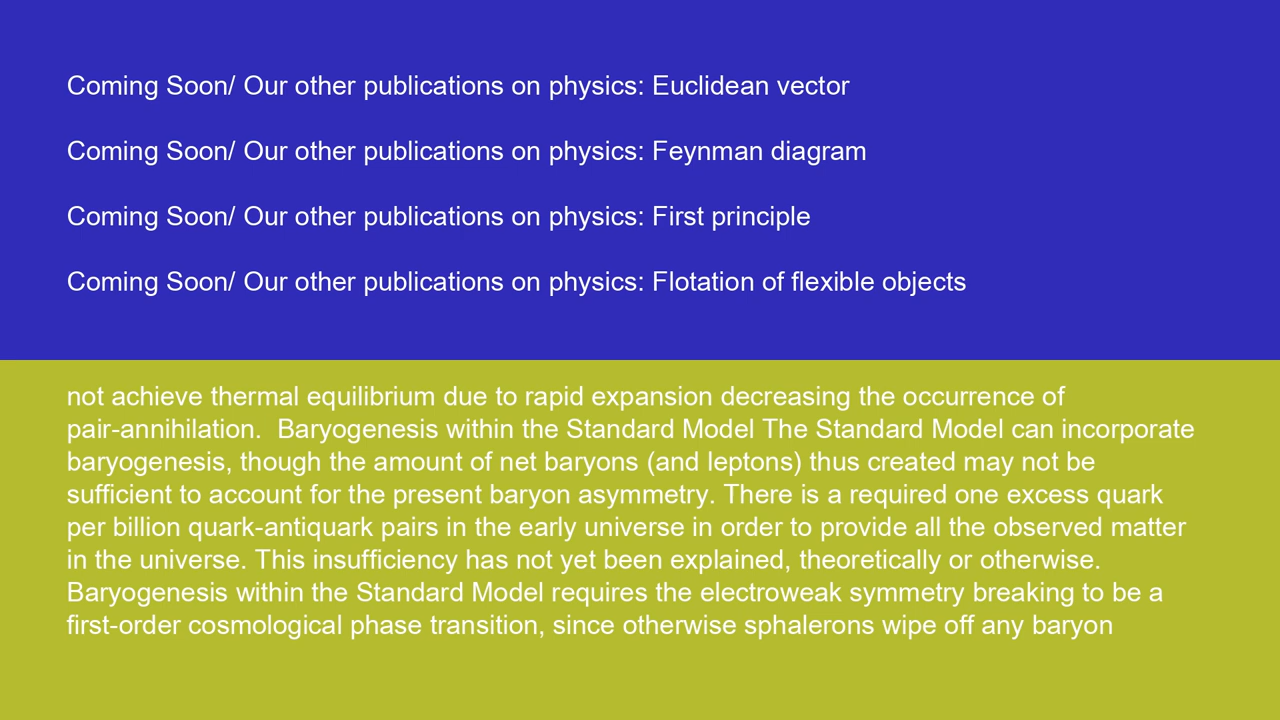 Coming Soon/ Our other publications on physics: Euclidean vector
Coming Soon/ Our other publications on physics: Feynman diagram
Coming Soon/ Our other publications on physics: First principle
Coming Soon/ Our other publications on physics: Flotation of flexible objects
not achieve thermal equilibrium due to rapid expansion decreasing the occurrence of
pair-annihilation.  Baryogenesis within the Standard Model The Standard Model can incorporate
baryogenesis, though the amount of net baryons (and leptons) thus created may not be
sufficient to account for the present baryon asymmetry. There is a required one excess quark
per billion quark-antiquark pairs in the early universe in order to provide all the observed matter
in the universe. This insufficiency has not yet been explained, theoretically or otherwise.
Baryogenesis within the Standard Model requires the electroweak symmetry breaking to be a
first-order cosmological phase transition, since otherwise sphalerons wipe off any baryon